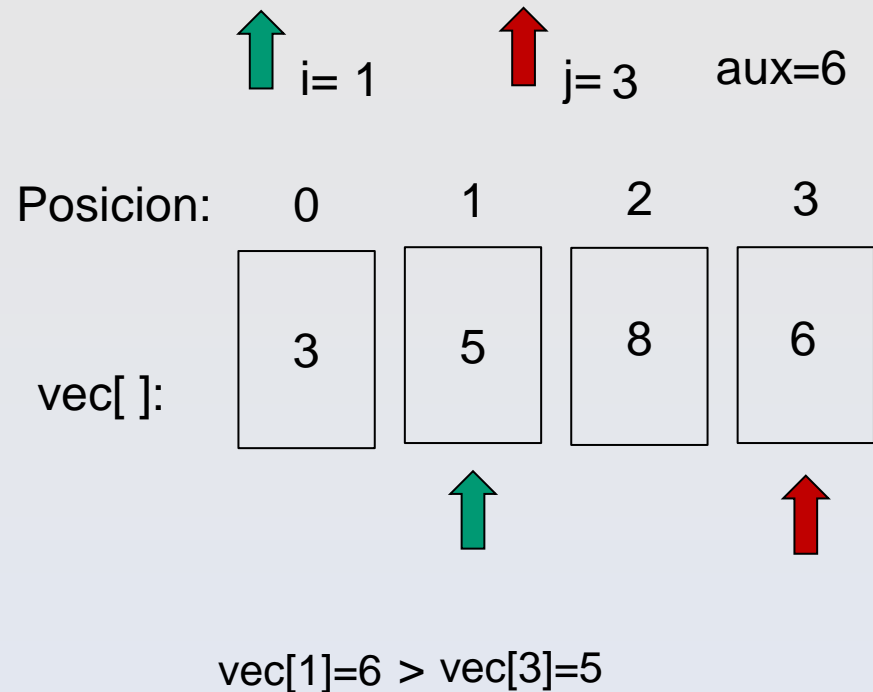 i= 1 j= 3 aux=6
Posicion: 0 1 2 3
vec[ ]: 3 5 8 6
vec[1]=6 > vec[3]=5